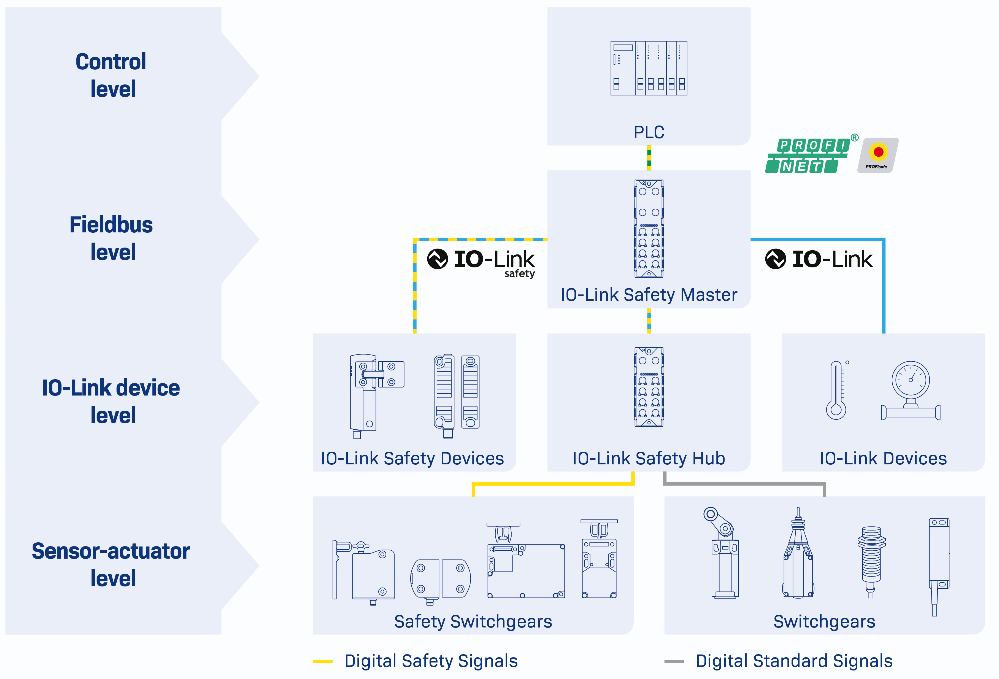 Control
level
PLC
PROFI®
NET
PROFIsafe
Fieldbus
level
IO-Link
safety
IO-Link
IO-Link Safety Master
IO-Link device
level
IO-Link Safety Devices
IO-Link Safety Hub
IO-Link Devices
Sensor-actuator
level
Safety Switchgears
Switchgears
Digital Safety Signals
Digital Standard Signals